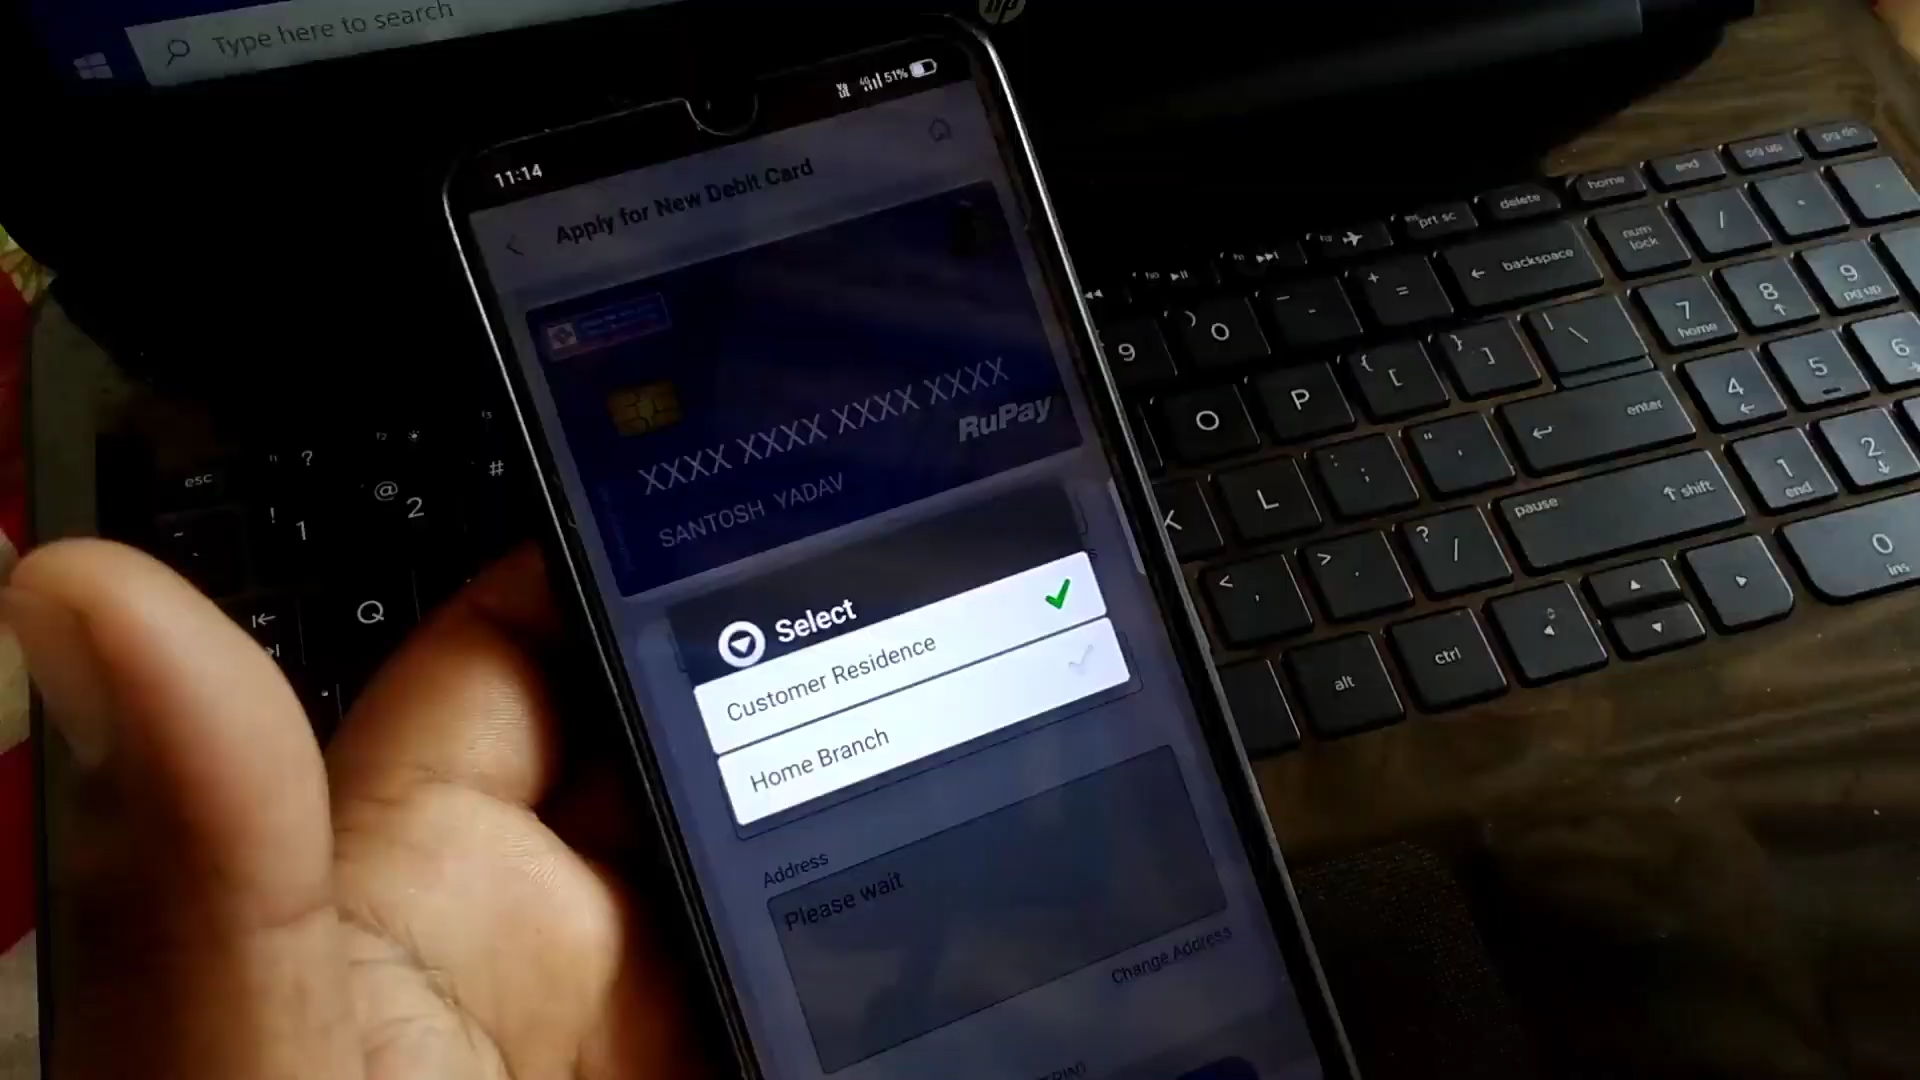 Type here to search
hp
51%
11:14
Apply for New Debit Card
XXXX XXXX XXXX XXXX
RuPay
SANTOSH YADAV
Select
Customer Residence
Home Branch
Address
Please wait
Change Address
esc
! 1
@ 2
#
Q
prt sc
delete
home
end
pg up
pg dn
9
) 0
- 
+ =
backspace
num lock
/
7 home
8
9 pg up
O
P
{ [
} ]
| \
enter
4
5
6
K
L
: ;
" '
pause
shift
1 end
2
< ,
> .
? /
0 ins
alt
ctrl